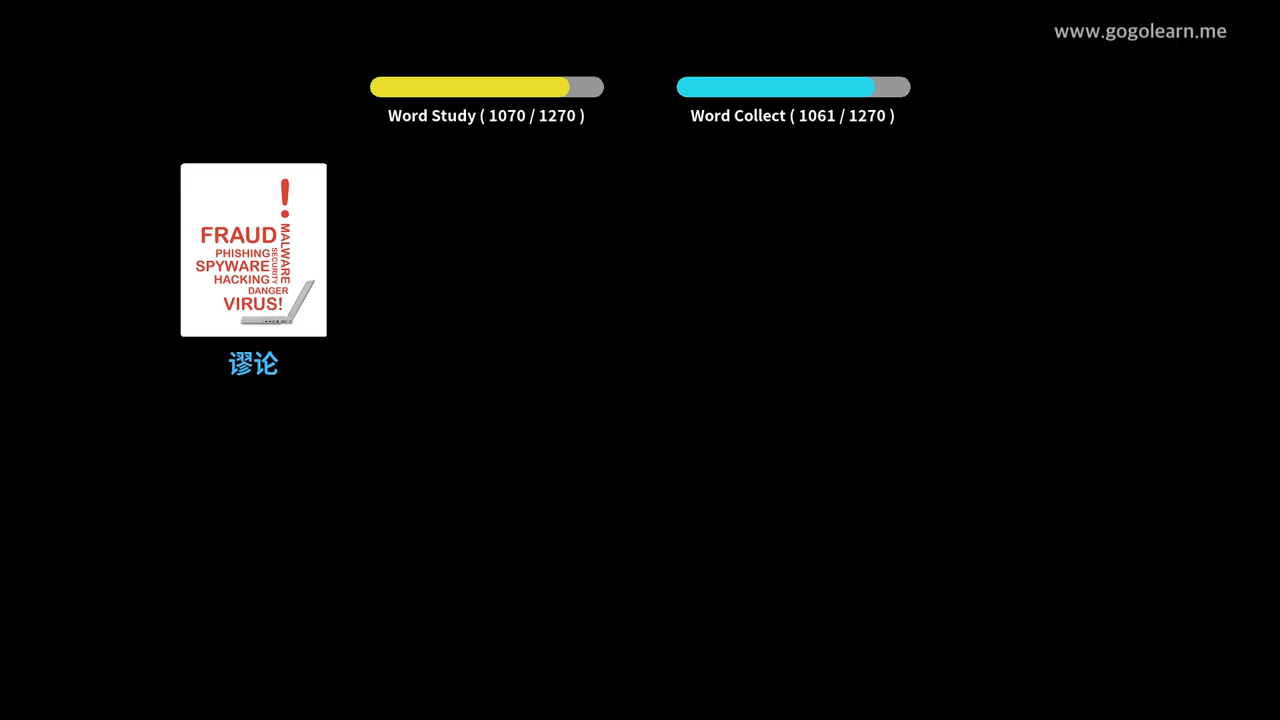 www.gogolearn.me
Word Study ( 1070 / 1270 )
Word Collect ( 1061 / 1270 )
!
FRAUD
MALWARE
PHISHING
SECURITY
SPYWARE
HACKING
DANGER
VIRUS!
谬论